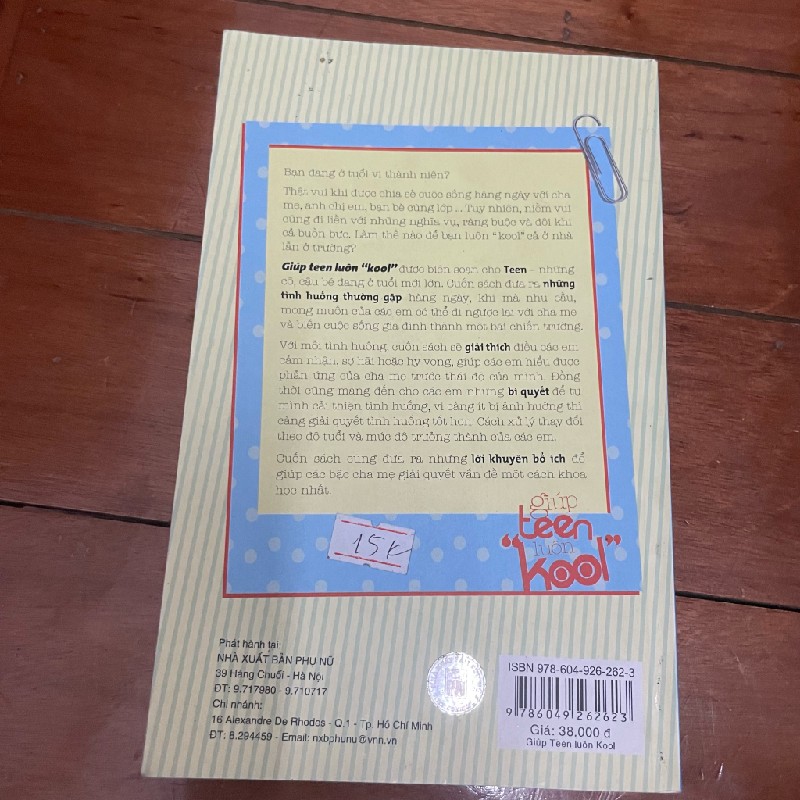 Bạn đang ở tuổi vị thành niên?
Thật vui khi được chia sẻ cuộc sống hàng ngày với cha
mẹ, anh chị em, bạn bè cùng lớp... Tuy nhiên, niềm vui
cũng đi liền với những nghĩa vụ, ràng buộc và đôi khi
cả buồn bực. Làm thế nào để bạn luôn "kool" cả ở nhà
lẫn ở trường?
Giúp teen luôn "kool" được biên soạn cho Teen - những
cô, cậu bé đang ở tuổi mới lớn. Cuốn sách đưa ra những
tình huống thường gặp hàng ngày, khi mà nhu cầu,
mong muốn của các em có thể đi ngược lại với cha mẹ
và biến cuộc sống gia đình thành một bãi chiến trường.
Với mỗi tình huống, cuốn sách sẽ giải thích điều các em
cảm nhận, sợ hãi hoặc hy vọng, giúp các em hiểu được
phản ứng của cha mẹ trước thái độ của mình. Đồng
thời cũng mang đến cho các em những bí quyết để tự
mình cải thiện tình huống, vì càng ít bị ảnh hưởng thì
càng giải quyết tình huống tốt hơn. Cách xử lý thay đổi
theo độ tuổi và mức độ trưởng thành của các em.
Cuốn sách cũng đưa ra những lời khuyên bổ ích để
giúp các bậc cha mẹ giải quyết vấn đề một cách khoa
học nhất.
giúp
teen
luôn
"kool"
15k
Phát hành tại:
NHÀ XUẤT BẢN PHỤ NỮ
39 Hàng Chuối - Hà Nội
ĐT: 9.717980 - 9.710717
Chi nhánh:
16 Alexandre De Rhodes - Q.1 - Tp. Hồ Chí Minh
ĐT: 8.294459 - Email: nxbphunu@vnn.vn
ISBN 978-604-926-262-3
9 786049 262623
Giá: 38.000 đ
Giúp Teen luôn Kool